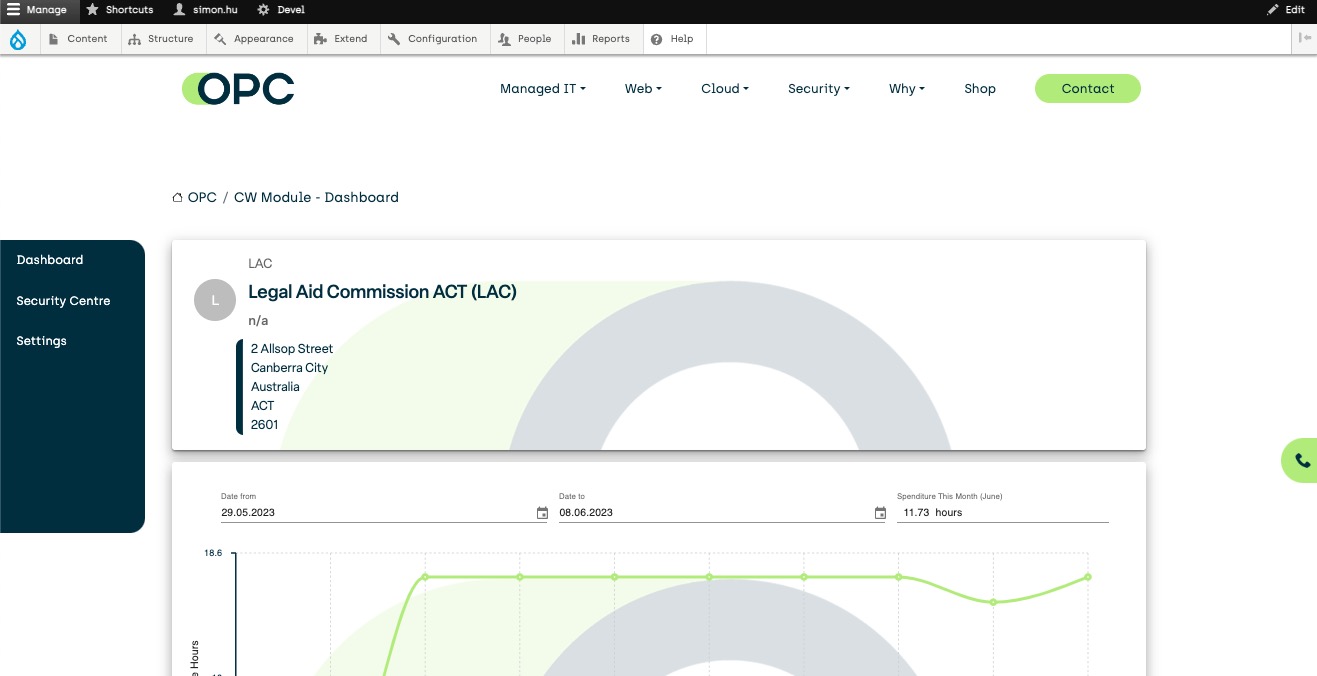 Manage Shortcuts simon.hu Devel Edit
Content Structure Appearance Extend Configuration People Reports Help
OPC Managed IT Web Cloud Security Why Shop Contact
OPC / CW Module - Dashboard
Dashboard
Security Centre
Settings
LAC
L
Legal Aid Commission ACT (LAC)
n/a
2 Allsop Street
Canberra City
Australia
ACT
2601
Date from Date to Spenditure This Month (June)
29.05.2023 08.06.2023 11.73 hours
18.6
Hours